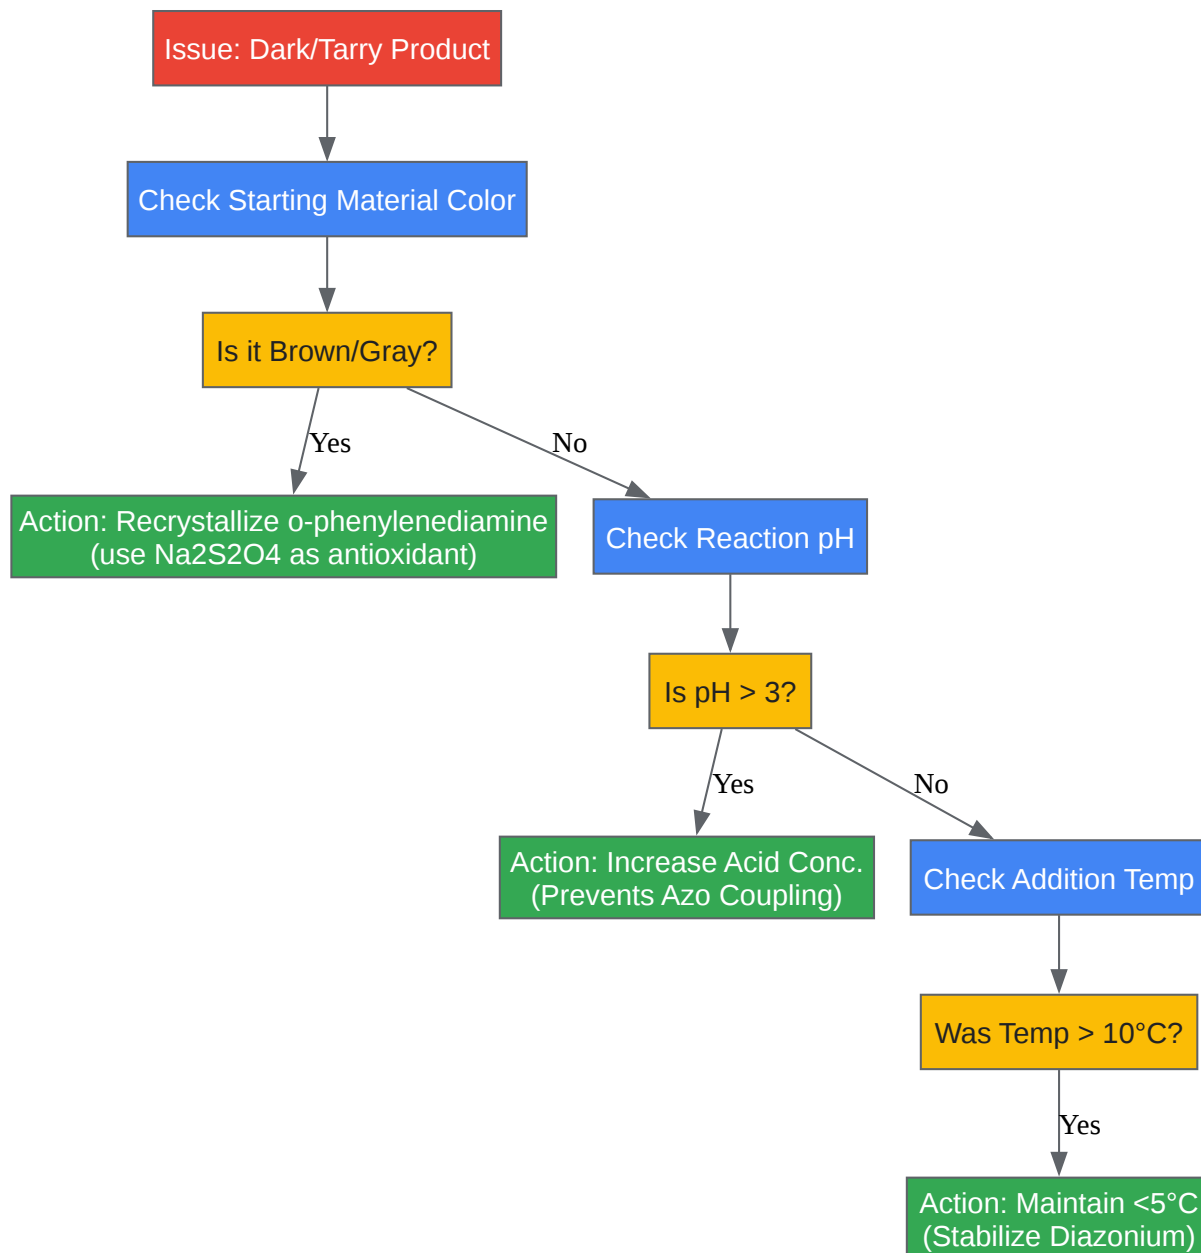 Issue: Dark/Tarry Product
Check Starting Material Color
Is it Brown/Gray?
Yes
No
Action: Recrystallize o-phenylenediamine
(use Na2S2O4 as antioxidant)
Check Reaction pH
Is pH > 3?
Yes
No
Action: Increase Acid Conc.
(Prevents Azo Coupling)
Check Addition Temp
Was Temp > 10°C?
Yes
Action: Maintain <5°C
(Stabilize Diazonium)